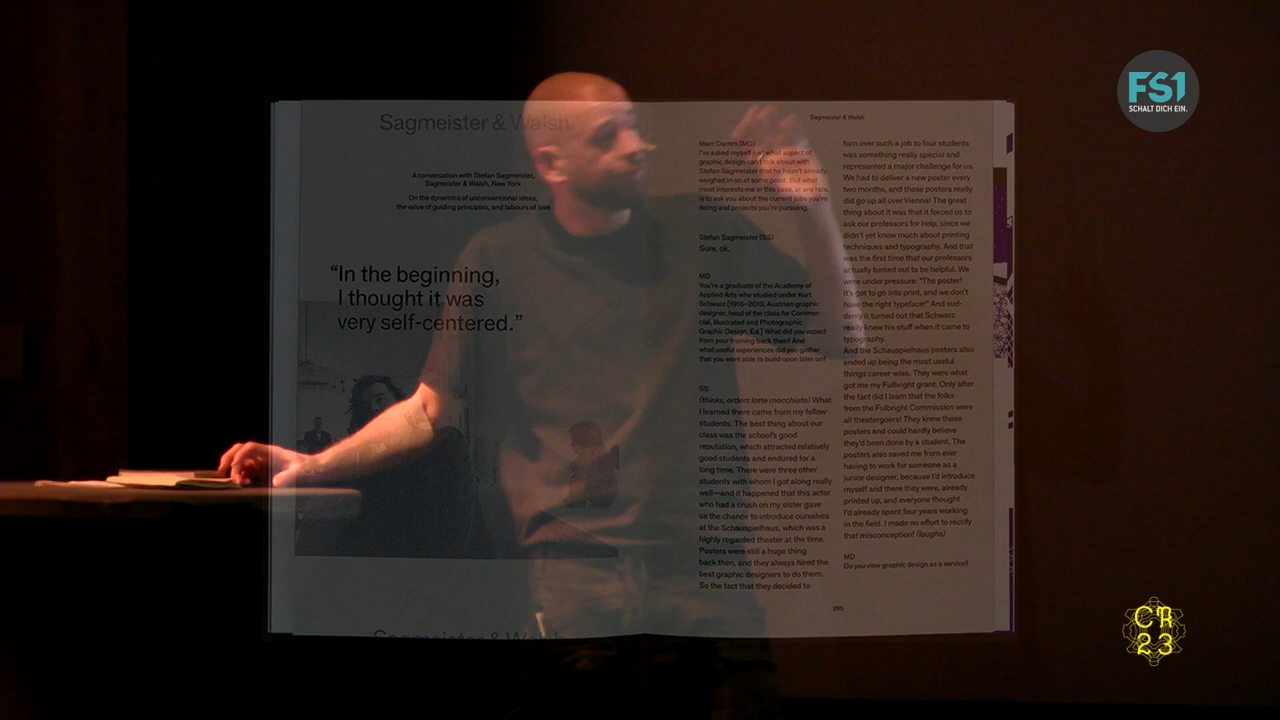 Sagmeister & Walsh
A conversation with Stefan Sagmeister,
Sagmeister & Walsh, New York
On the dynamics of unconventional ideas,
the value of guiding principles, and labours of love
“In the beginning,
I thought it was
very self-centered.”
Sagmeister & Walsh
Sagmeister & Walsh
Marc Damm (MD)
I've asked myself just what aspect of
graphic design can I talk about with
Stefan Sagmeister that he hasn't already
weighed in on at some point. But what
most interests me in this case, at any rate,
is to ask you about the current jobs you're
doing and projects you're pursuing.
Stefan Sagmeister (SS)
Sure, ok.
MD
You're a graduate of the Academy of
Applied Arts who studied under Kurt
Schwarz [1916–2010, Austrian graphic
designer, head of the class for Commer-
cial, Illustrated and Photographic
Graphic Design, Ed.] What did you expect
from your training back then? And
what useful experiences did you gather
that you were able to build upon later on?
SS
(thinks, orders latte macchiato) What
I learned there came from my fellow
students. The best thing about our
class was the school's good
reputation, which attracted relatively
good students and endured for a
long time. There were three other
students with whom I got along really
well—and it happened that this actor
who had a crush on my sister gave
us the chance to introduce ourselves
at the Schauspielhaus, which was a
highly regarded theater at the time.
Posters were still a huge thing
back then, and they always hired the
best graphic designers to do them.
So the fact that they decided to
turn over such a job to four students
was something really special and
represented a major challenge for us.
We had to deliver a new poster every
two months, and those posters really
did go up all over Vienna! The great
thing about it was that it forced us to
ask our professors for help, since we
didn't yet know much about printing
techniques and typography. And that
was the first time that our professors
actually turned out to be helpful. We
were under pressure: “The poster!
It's got to go into print, and we don't
have the right typeface!” And sud-
denly it turned out that Schwarz
really knew his stuff when it came to
typography.
And the Schauspielhaus posters also
ended up being the most useful
things career-wise. They were what
got me my Fulbright grant. Only after
the fact did I learn that the folks
from the Fulbright Commission were
all theatergoers! They knew those
posters and could hardly believe
they'd been done by a student. The
posters also saved me from ever
having to work for someone as a
junior designer, because I'd introduce
myself and there they were, already
printed up, and everyone thought
I'd already spent four years working
in the field. I made no effort to rectify
that misconception! (laughs)
MD
Do you view graphic design as a service?
385
FS1
SCHALT DICH EIN.
CR
23